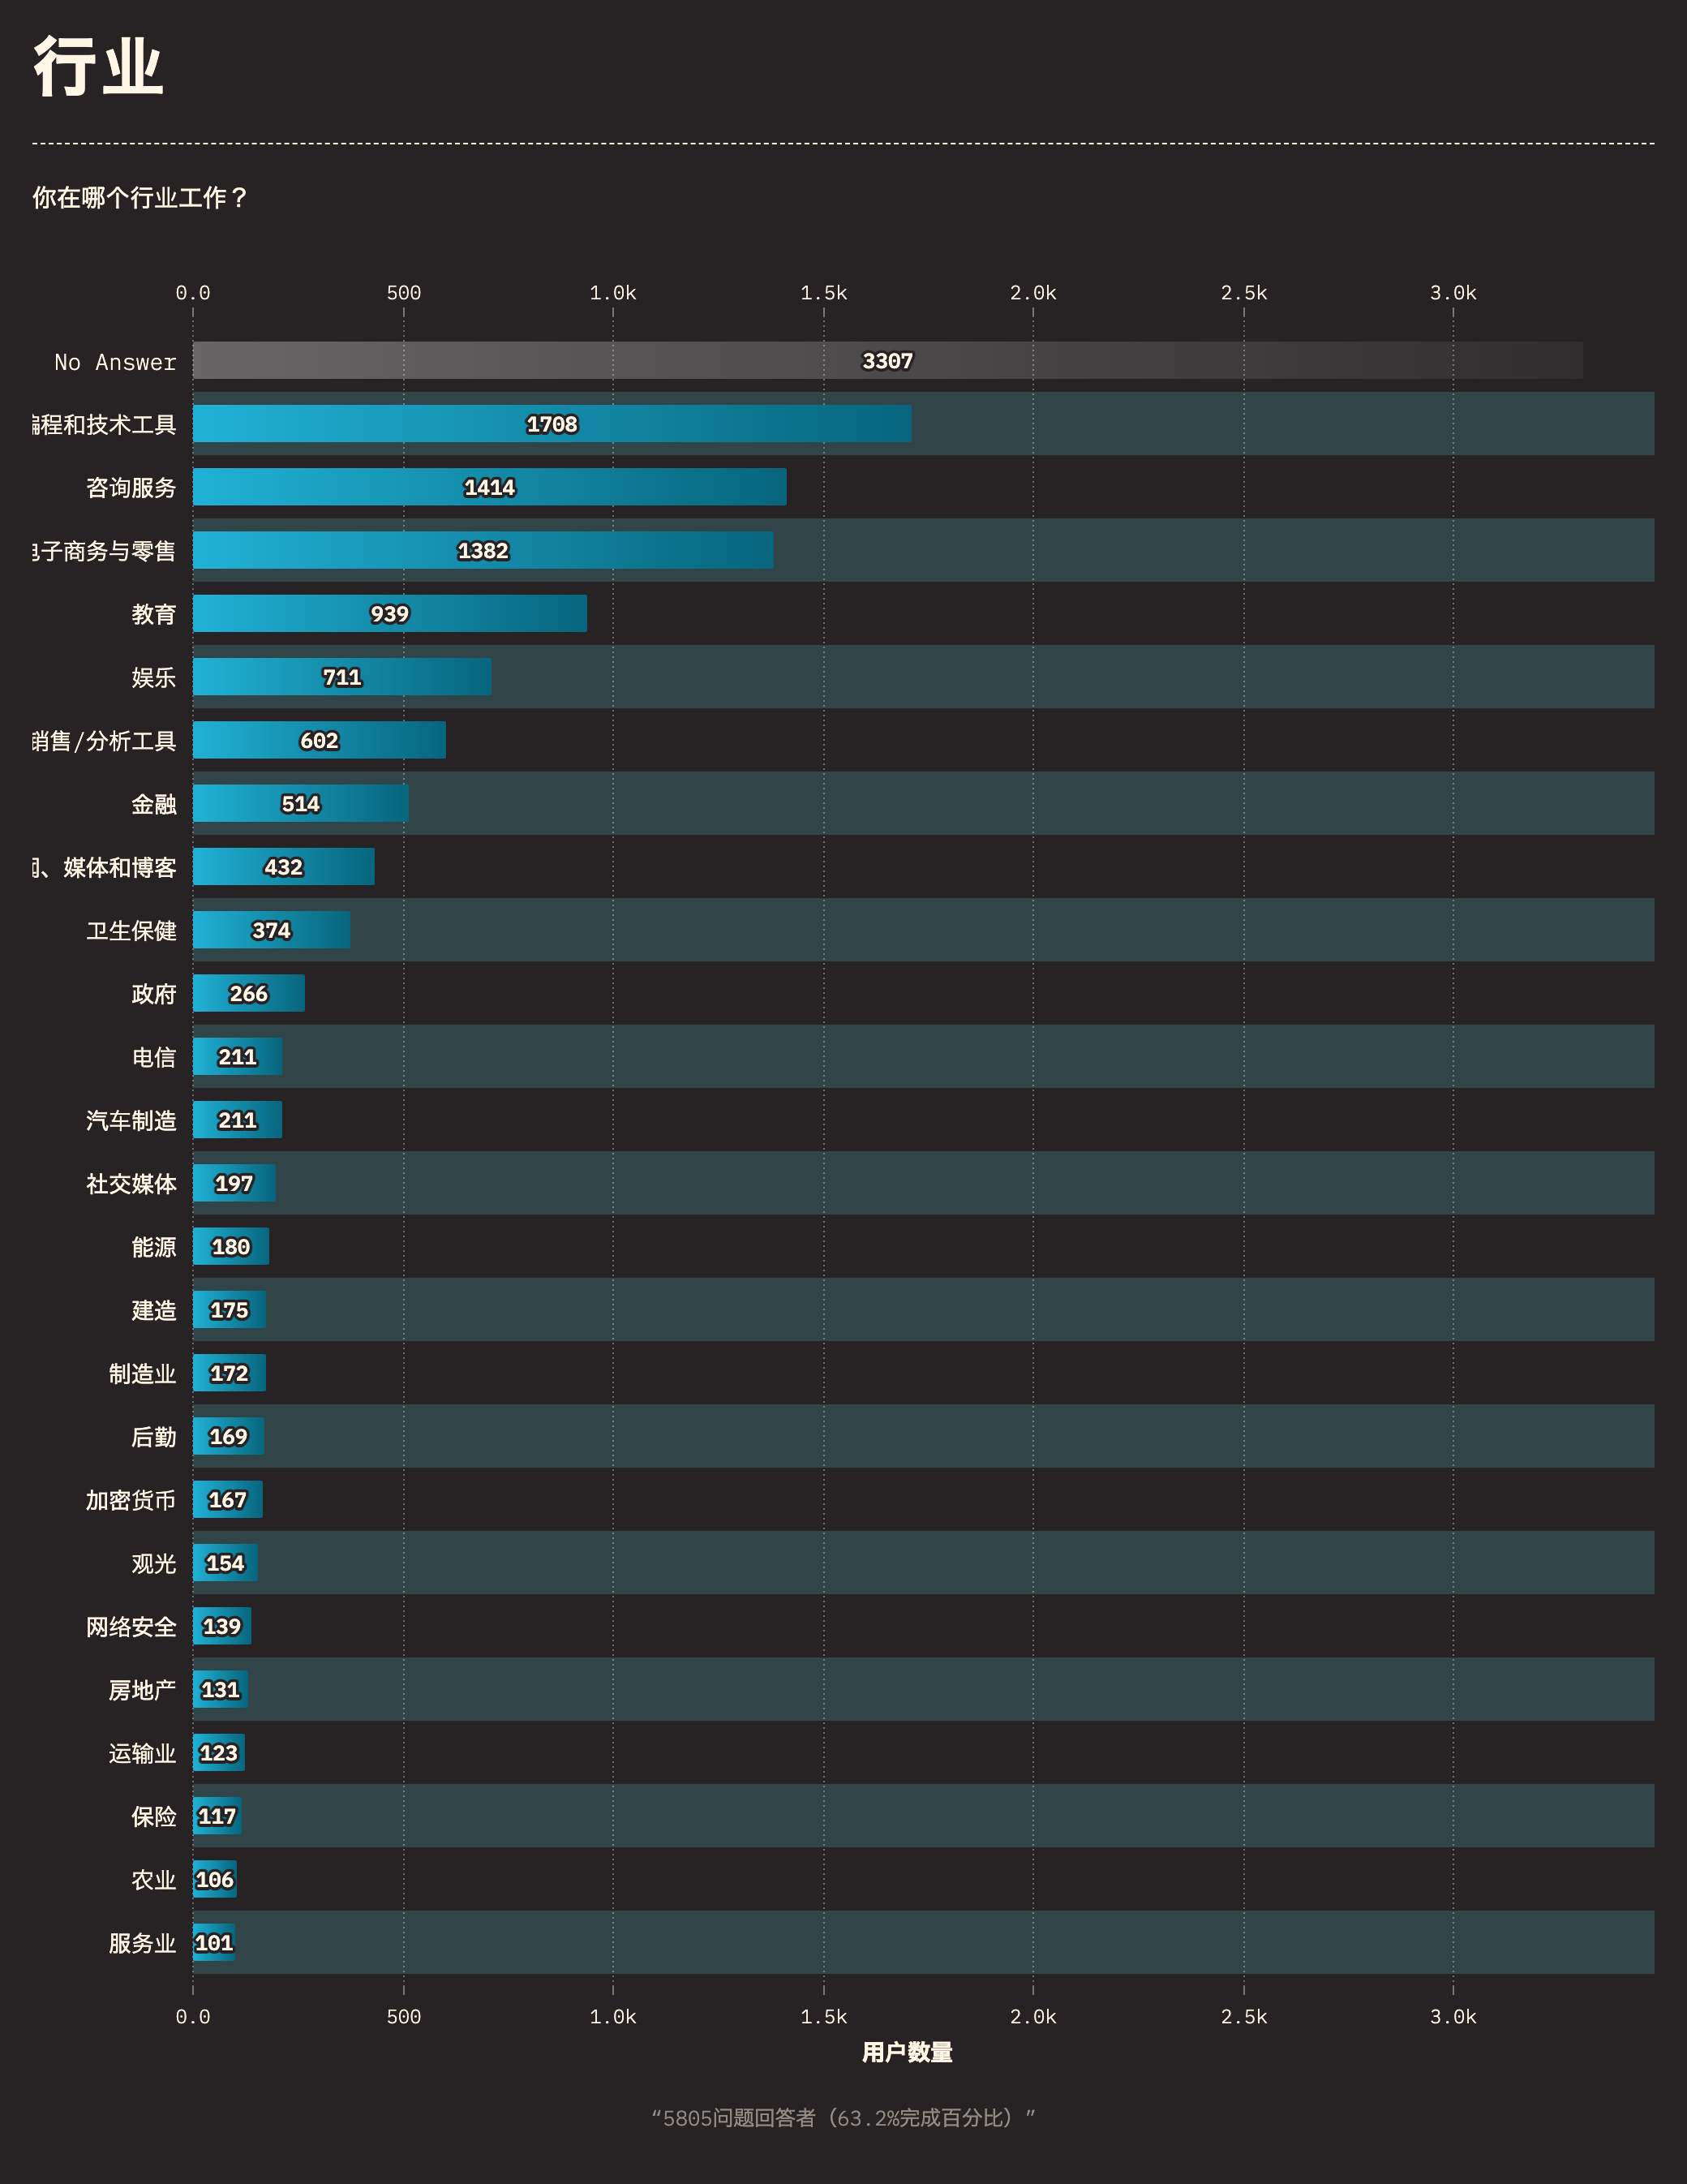 行业
你在哪个行业工作？
0.0 500 1.0k 1.5k 2.0k 2.5k 3.0k
No Answer 3307
程和技术工具 1708
咨询服务 1414
子商务与零售 1382
教育 939
娱乐 711
销售/分析工具 602
金融 514
、媒体和博客 432
卫生保健 374
政府 266
电信 211
汽车制造 211
社交媒体 197
能源 180
建造 175
制造业 172
后勤 169
加密货币 167
观光 154
网络安全 139
房地产 131
运输业 123
保险 117
农业 106
服务业 101
0.0 500 1.0k 1.5k 2.0k 2.5k 3.0k
用户数量
“5805问题回答者（63.2%完成百分比）”